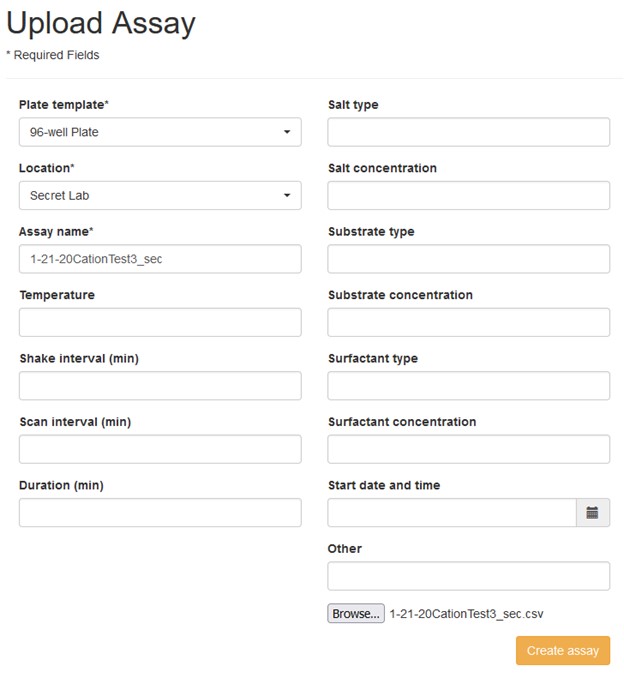 Upload Assay
* Required Fields
Plate template*
96-well Plate
Location*
Secret Lab
Assay name*
1-21-20CationTest3_sec
Temperature
Shake interval (min)
Scan interval (min)
Duration (min)
Salt type
Salt concentration
Substrate type
Substrate concentration
Surfactant type
Surfactant concentration
Start date and time
Other
Browse... 1-21-20CationTest3_sec.csv
Create assay